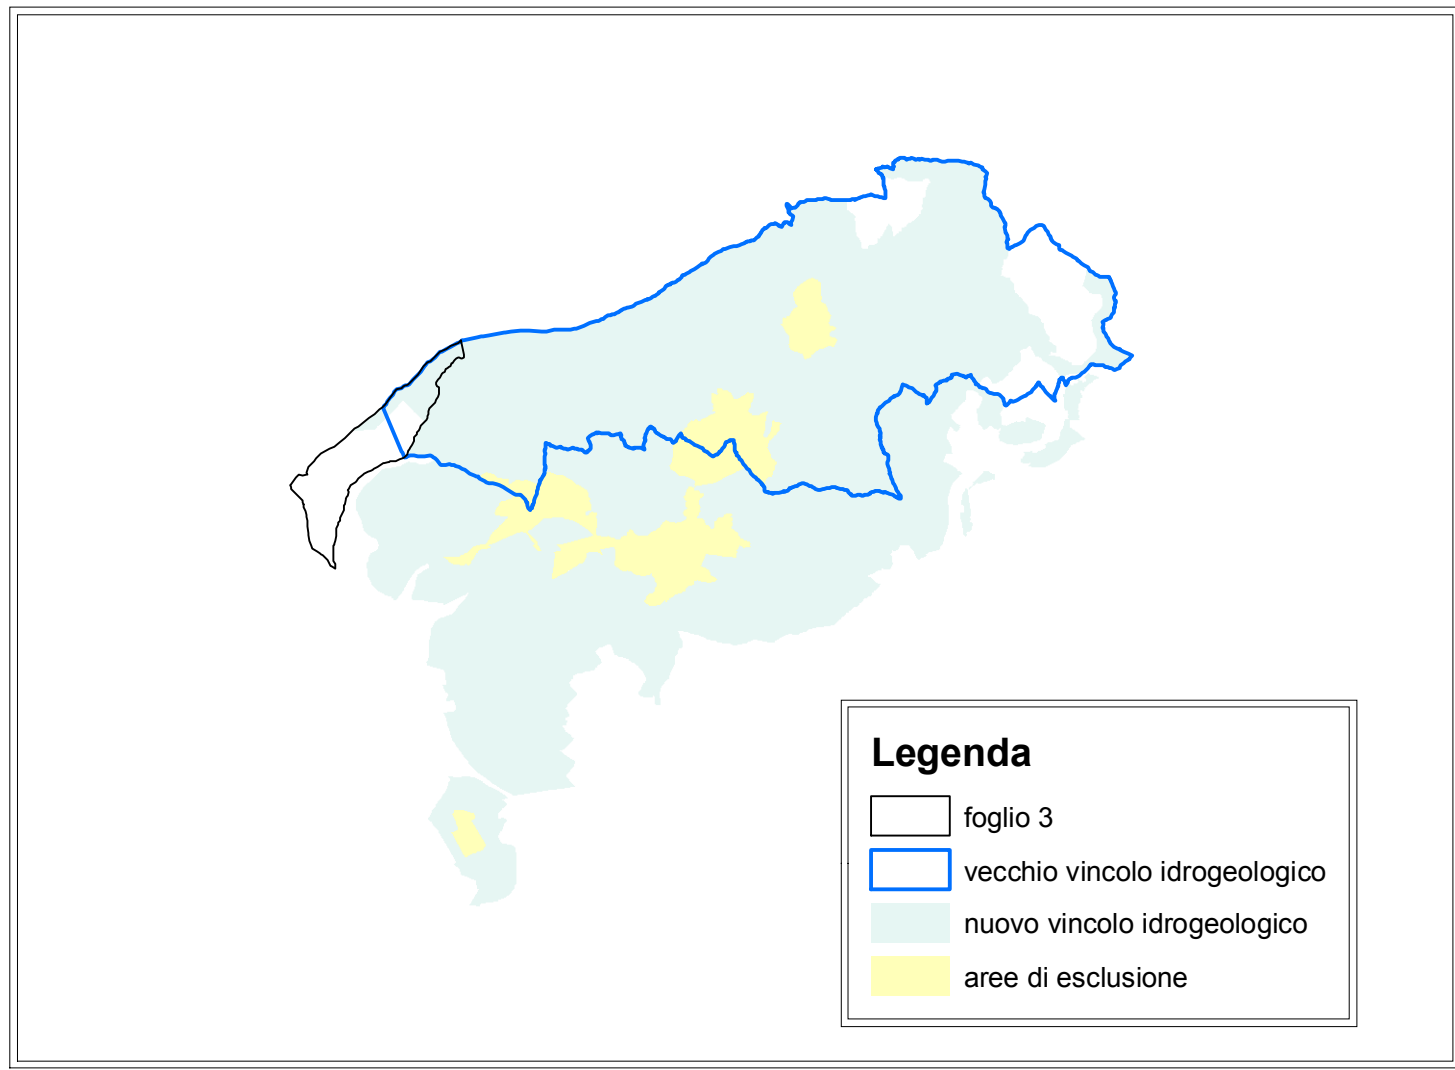 Legenda
foglio 3
vecchio vincolo idrogeologico
nuovo vincolo idrogeologico
aree di esclusione